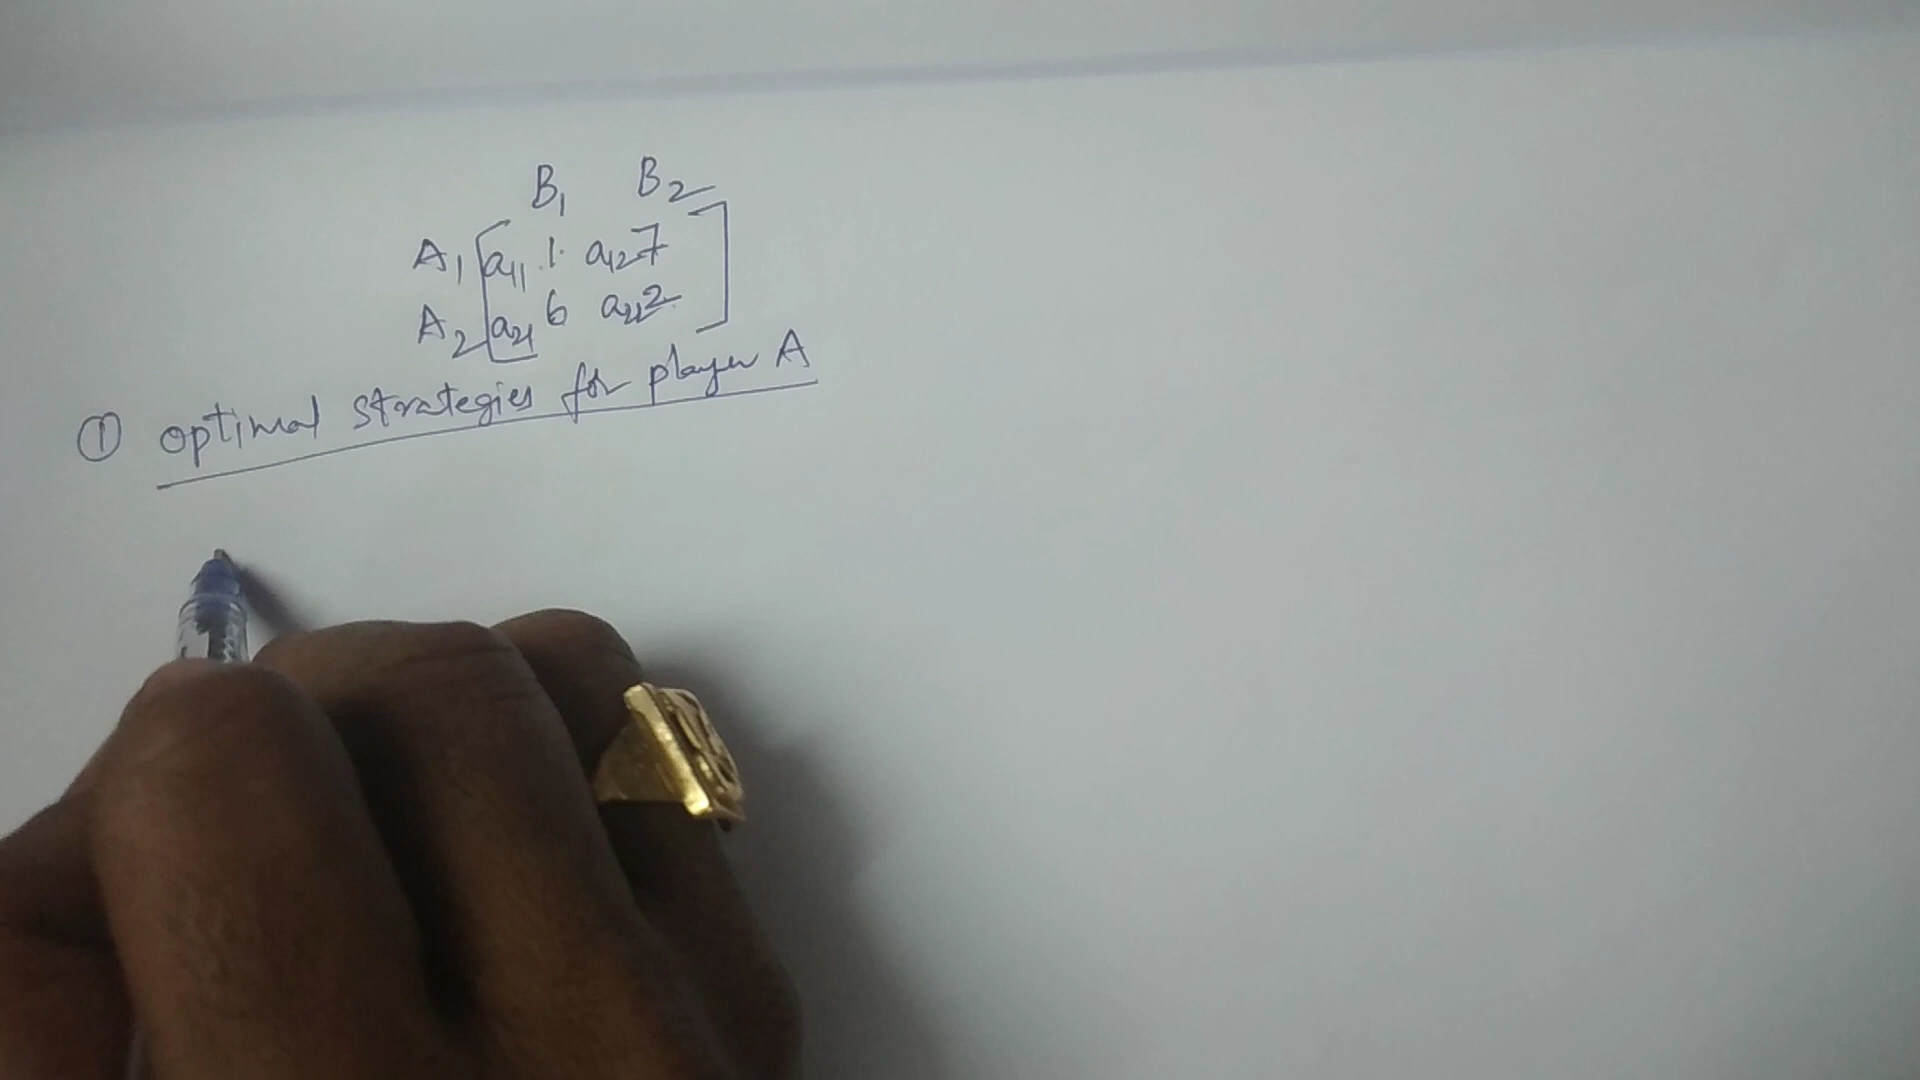 B1 B2
A1 a11 1 a12 7
A2 a21 6 a22 2
① optimal strategies for player A